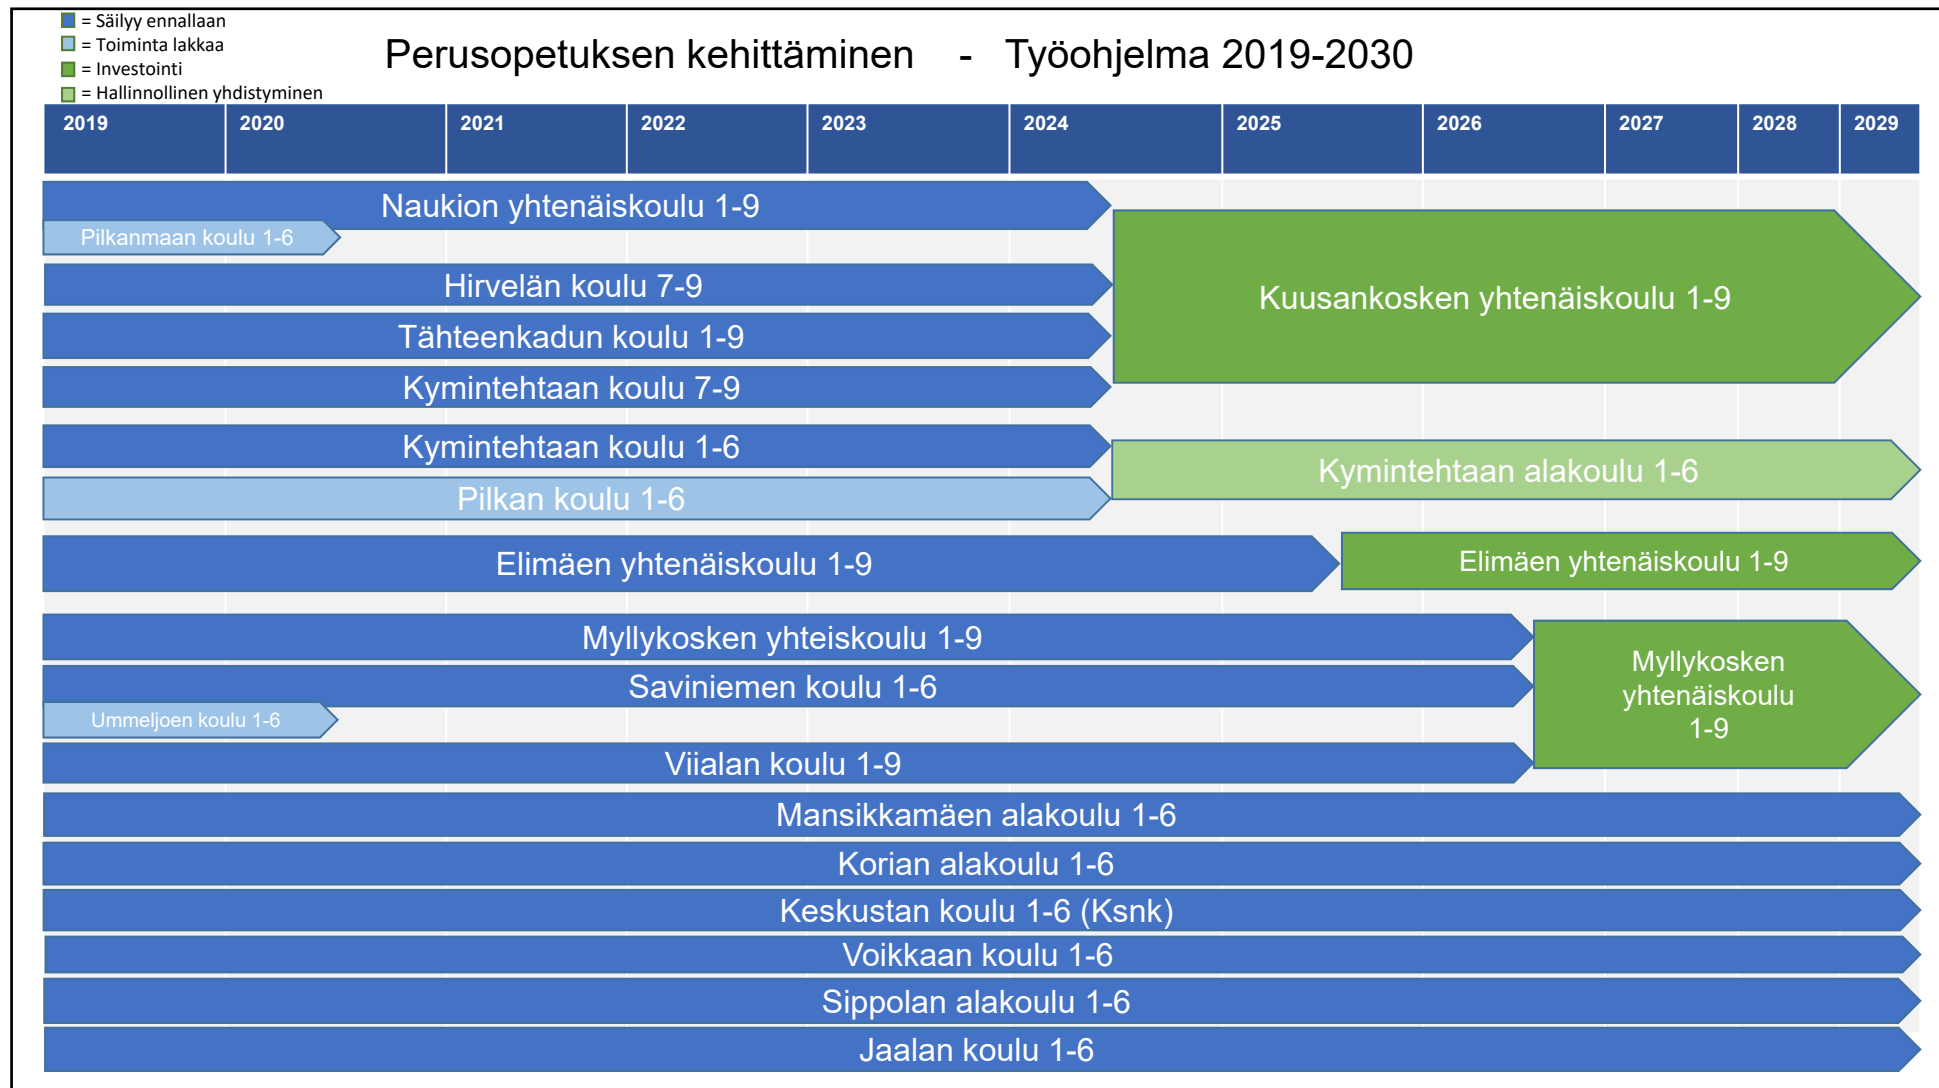 = Säilyy ennallaan
= Toiminta lakkaa
= Investointi
= Hallinnollinen yhdistyminen
Perusopetuksen kehittäminen - Työohjelma 2019-2030
2019 2020 2021 2022 2023 2024 2025 2026 2027 2028 2029
Naukion yhtenäiskoulu 1-9
Pilkanmaan koulu 1-6
Hirvelän koulu 7-9
Tähteenkadun koulu 1-9
Kymintehtaan koulu 7-9
Kuusankosken yhtenäiskoulu 1-9
Kymintehtaan koulu 1-6
Pilkan koulu 1-6
Kymintehtaan alakoulu 1-6
Elimäen yhtenäiskoulu 1-9
Elimäen yhtenäiskoulu 1-9
Myllykosken yhteiskoulu 1-9
Saviniemen koulu 1-6
Ummeljoen koulu 1-6
Viialan koulu 1-9
Myllykosken
yhtenäiskoulu
1-9
Mansikkamäen alakoulu 1-6
Korian alakoulu 1-6
Keskustan koulu 1-6 (Ksnk)
Voikkaan koulu 1-6
Sippolan alakoulu 1-6
Jaalan koulu 1-6